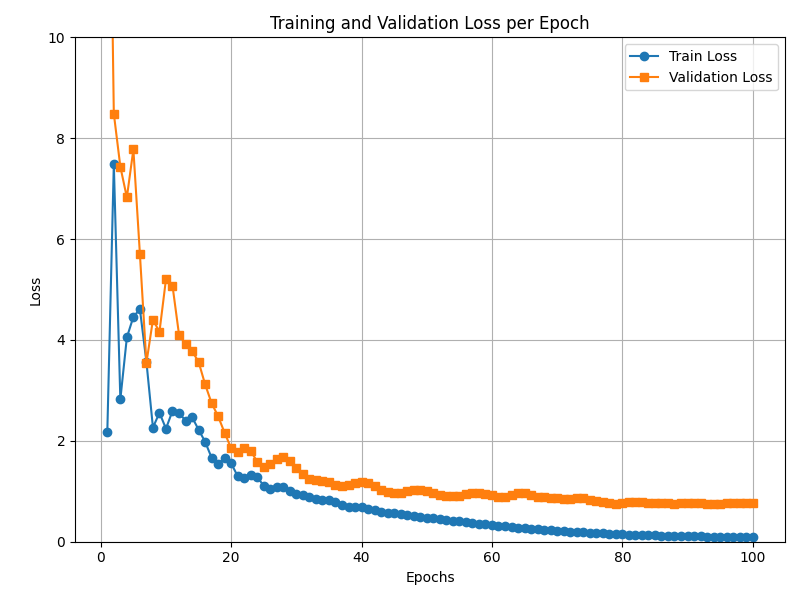 Training and Validation Loss per Epoch
Train Loss
Validation Loss
10
8
6
4
2
0
Loss
0 20 40 60 80 100
Epochs